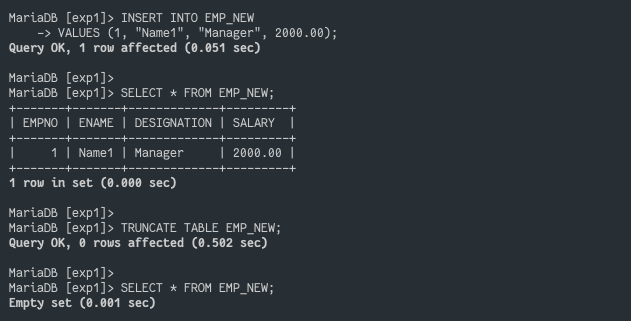 MariaDB [exp1]> INSERT INTO EMP_NEW
    -> VALUES (1, "Name1", "Manager", 2000.00);
Query OK, 1 row affected (0.051 sec)

MariaDB [exp1]>
MariaDB [exp1]> SELECT * FROM EMP_NEW;
+-------+-------+-------------+---------+
| EMPNO | ENAME | DESIGNATION | SALARY  |
+-------+-------+-------------+---------+
|     1 | Name1 | Manager     | 2000.00 |
+-------+-------+-------------+---------+
1 row in set (0.000 sec)

MariaDB [exp1]>
MariaDB [exp1]> TRUNCATE TABLE EMP_NEW;
Query OK, 0 rows affected (0.502 sec)

MariaDB [exp1]>
MariaDB [exp1]> SELECT * FROM EMP_NEW;
Empty set (0.001 sec)